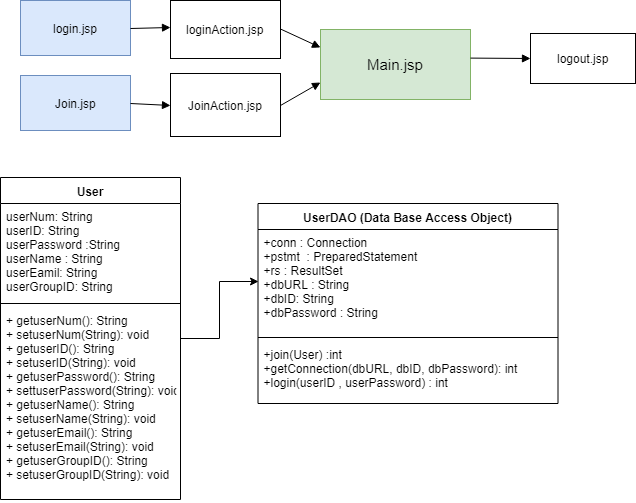 login.jsp
loginAction.jsp
Main.jsp
logout.jsp
Join.jsp
JoinAction.jsp
User
userNum: String
userID: String
userPassword :String
userName : String
userEamil: String
userGroupID: String
+ getuserNum(): String
+ setuserNum(String): void
+ getuserID(): String
+ setuserID(String): void
+ getuserPassword(): String
+ settuserPassword(String): void
+ getuserName(): String
+ setuserName(String): void
+ getuserEmail(): String
+ setuserEmail(String): void
+ getuserGroupID(): String
+ setuserGroupID(String): void
UserDAO (Data Base Access Object)
+conn : Connection
+pstmt : PreparedStatement
+rs : ResultSet
+dbURL : String
+dbID: String
+dbPassword : String
+join(User) :int
+getConnection(dbURL, dbID, dbPassword): int
+login(userID , userPassword) : int